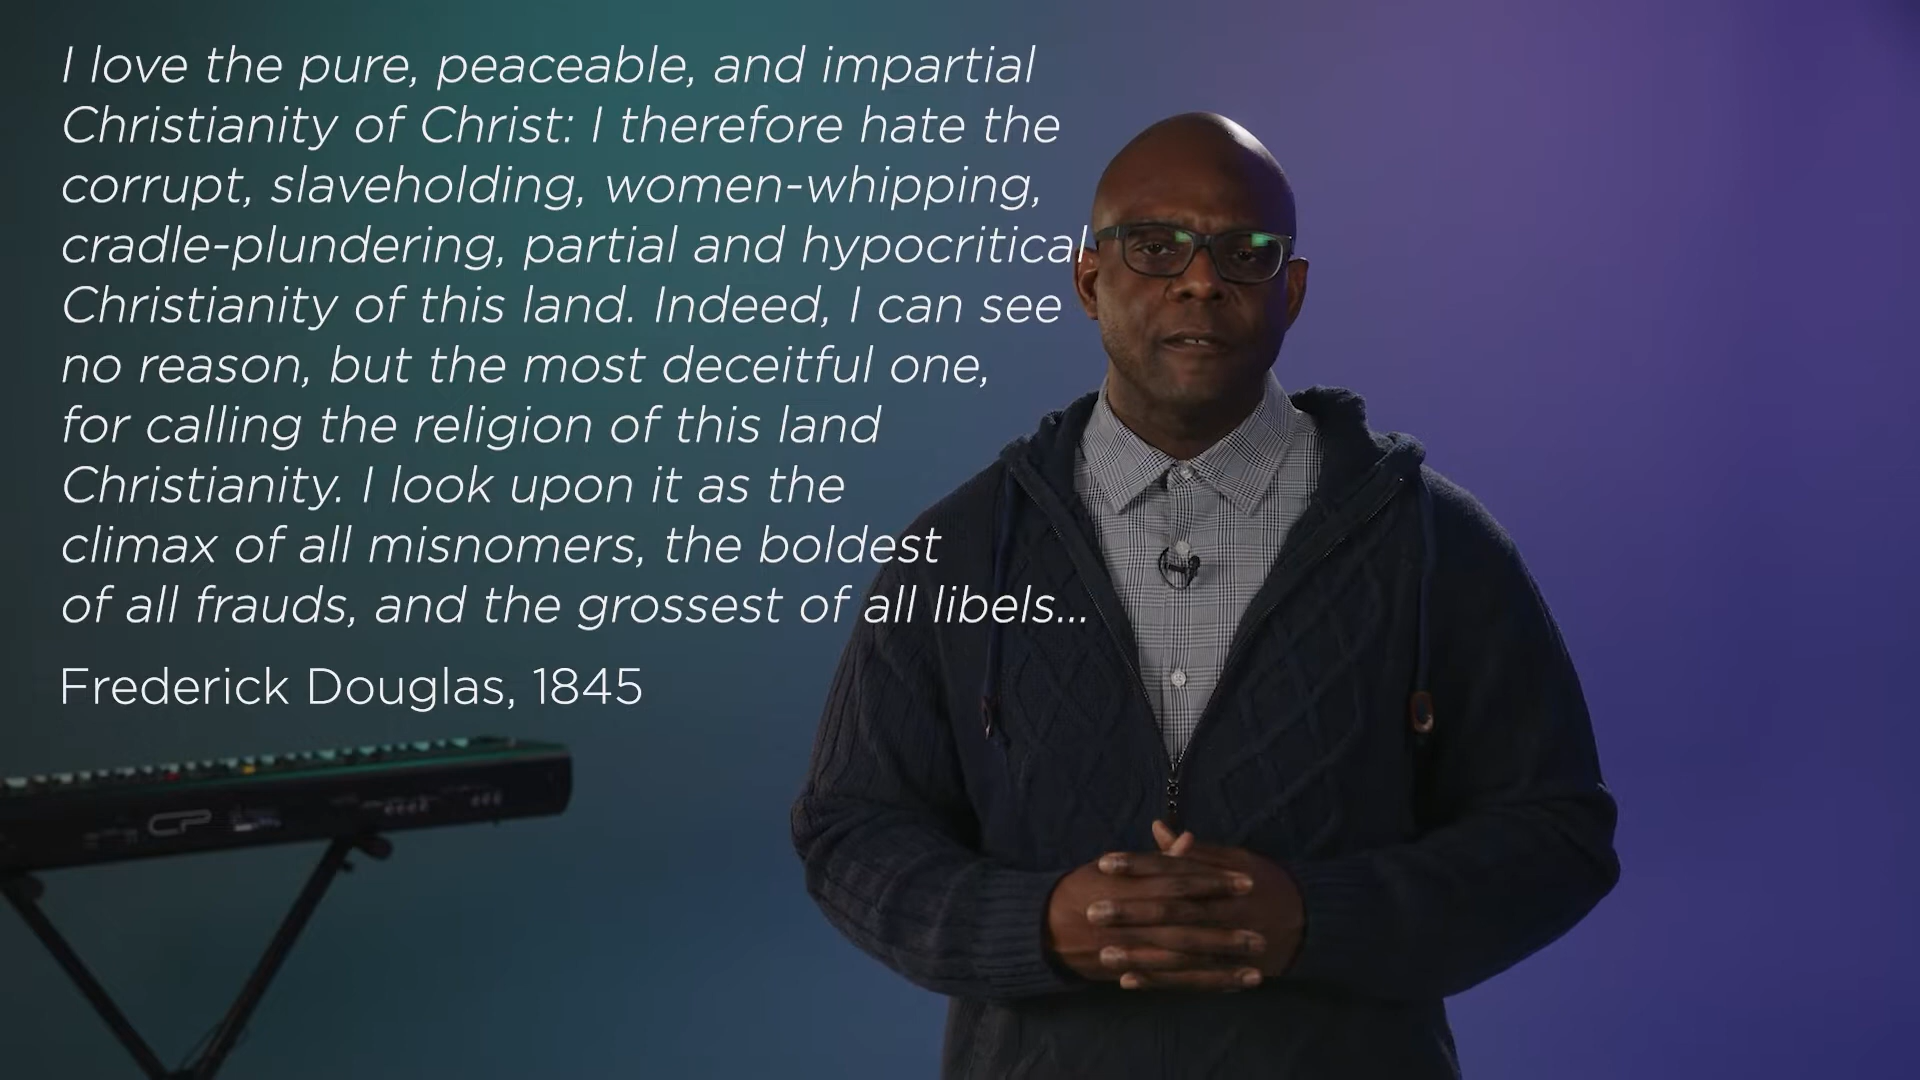 I love the pure, peaceable, and impartial
Christianity of Christ: I therefore hate the
corrupt, slaveholding, women-whipping,
cradle-plundering, partial and hypocritical
Christianity of this land. Indeed, I can see
no reason, but the most deceitful one,
for calling the religion of this land
Christianity. I look upon it as the
climax of all misnomers, the boldest
of all frauds, and the grossest of all libels...
Frederick Douglas, 1845
CP